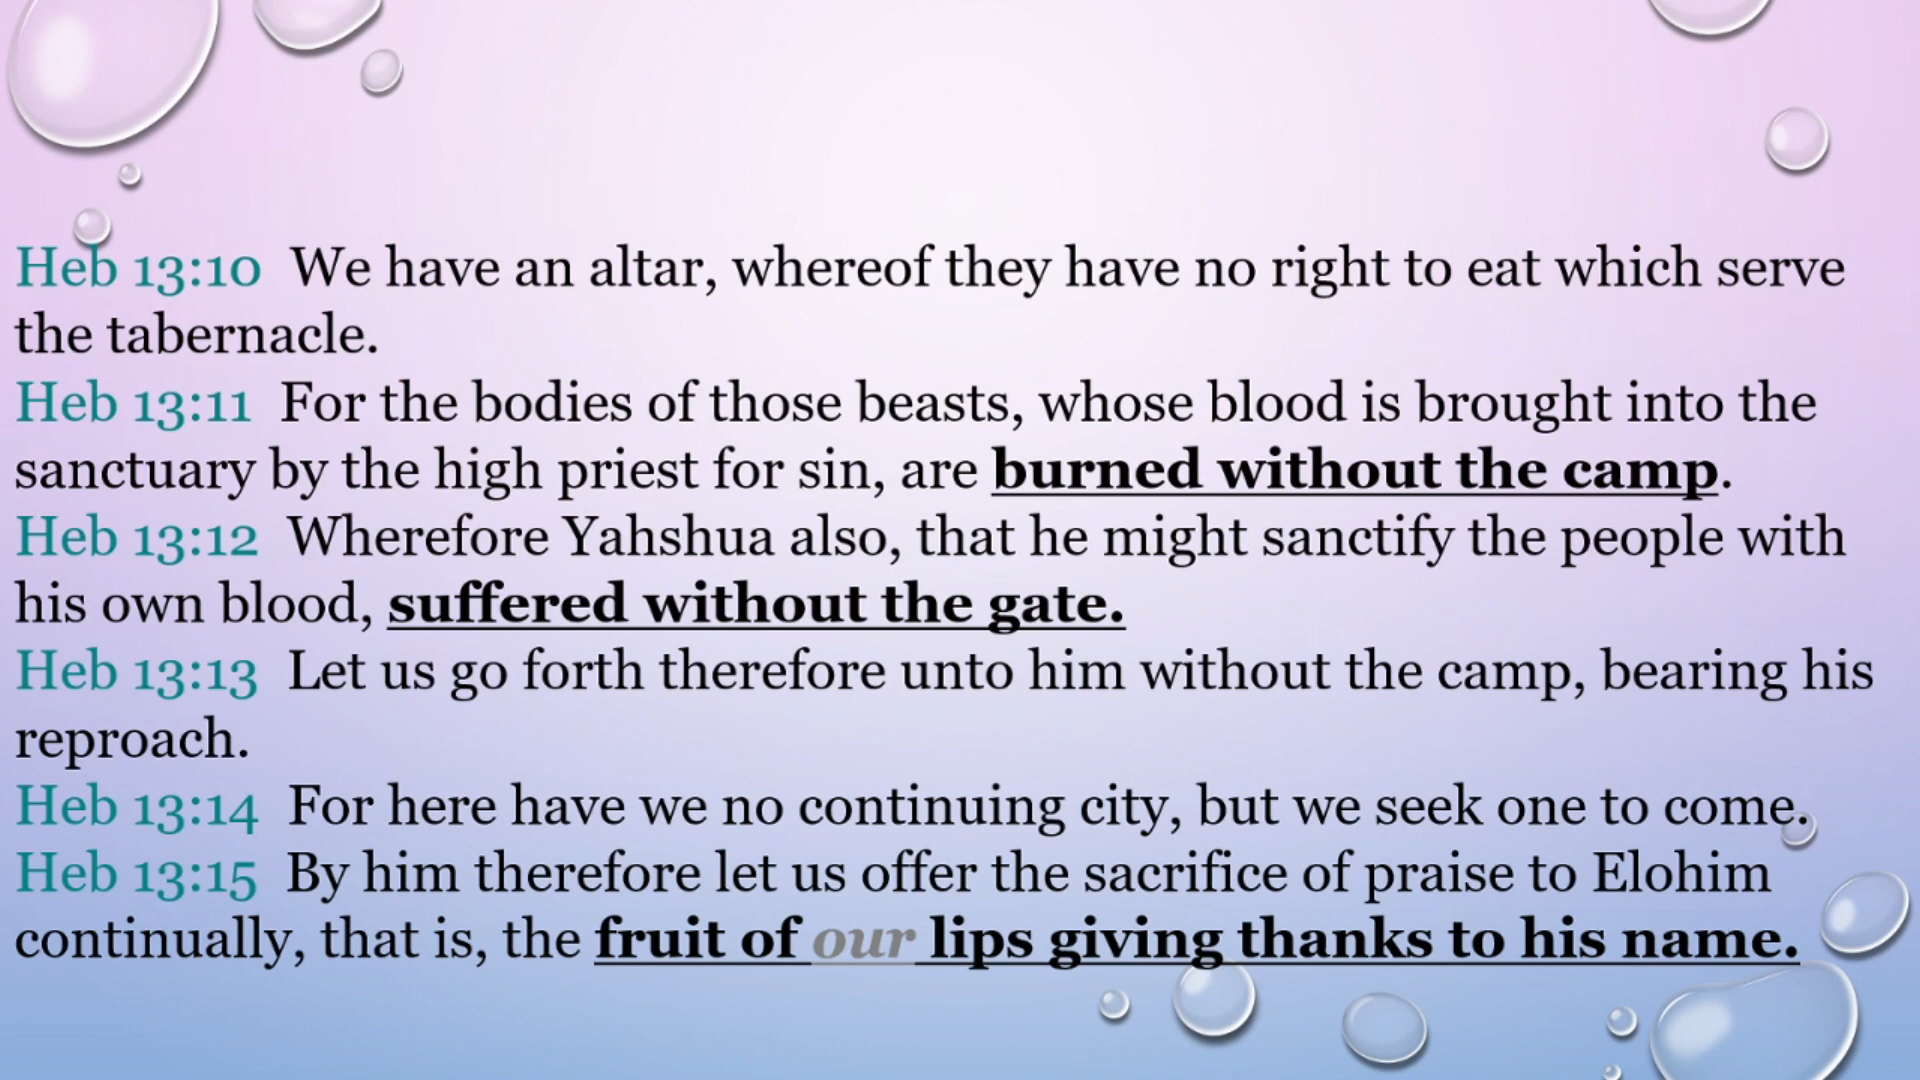 Heb 13:10 We have an altar, whereof they have no right to eat which serve
the tabernacle.
Heb 13:11 For the bodies of those beasts, whose blood is brought into the
sanctuary by the high priest for sin, are burned without the camp.
Heb 13:12 Wherefore Yahshua also, that he might sanctify the people with
his own blood, suffered without the gate.
Heb 13:13 Let us go forth therefore unto him without the camp, bearing his
reproach.
Heb 13:14 For here have we no continuing city, but we seek one to come.
Heb 13:15 By him therefore let us offer the sacrifice of praise to Elohim
continually, that is, the fruit of our lips giving thanks to his name.